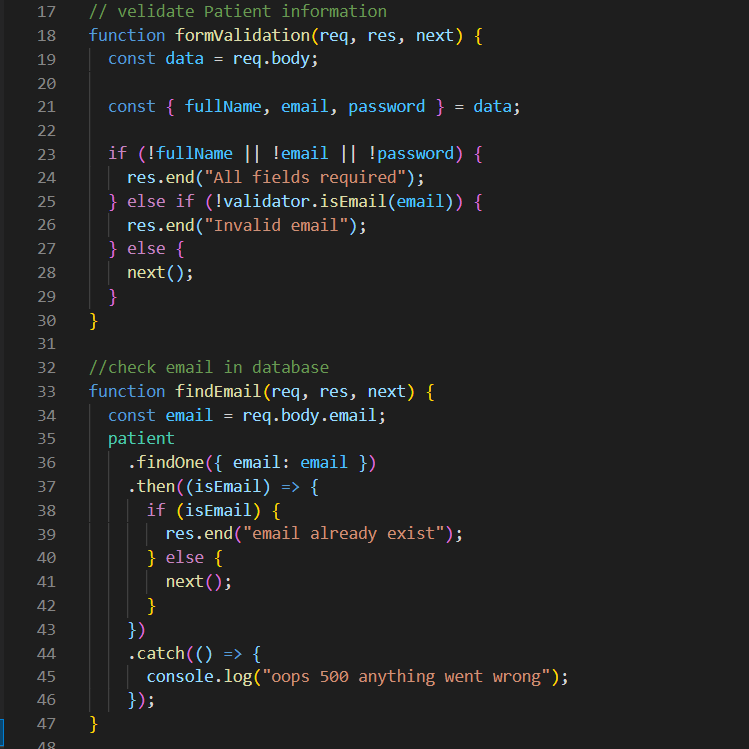 17 // velidate Patient information
18 function formValidation(req, res, next) {
19   const data = req.body;
20
21   const { fullName, email, password } = data;
22
23   if (!fullName || !email || !password) {
24     res.end("All fields required");
25   } else if (!validator.isEmail(email)) {
26     res.end("Invalid email");
27   } else {
28     next();
29   }
30 }
31
32 //check email in database
33 function findEmail(req, res, next) {
34   const email = req.body.email;
35   patient
36     .findOne({ email: email })
37     .then((isEmail) => {
38       if (isEmail) {
39         res.end("email already exist");
40       } else {
41         next();
42       }
43     })
44     .catch(() => {
45       console.log("oops 500 anything went wrong");
46     });
47 }
48